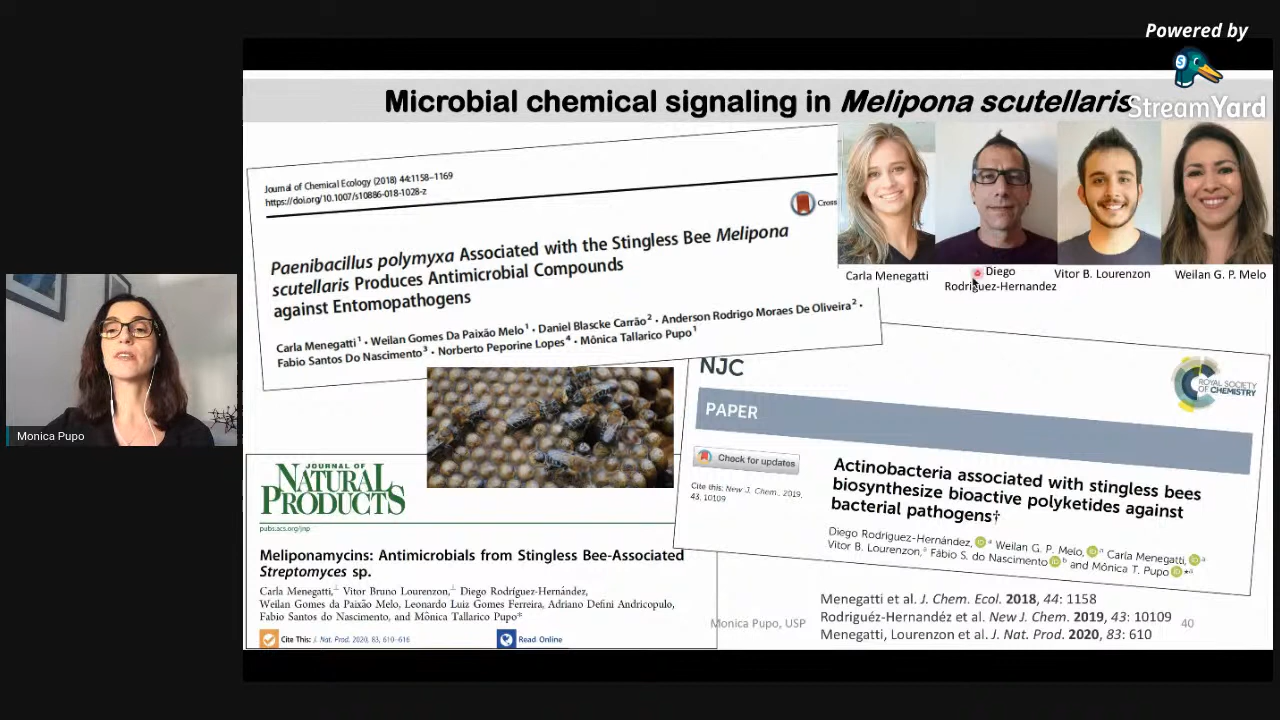 Powered by
StreamYard
Microbial chemical signaling in Melipona scutellaris
Journal of Chemical Ecology (2018) 44:1158–1169
https://doi.org/10.1007/s10886-018-1028-z
Cross
Paenibacillus polymyxa Associated with the Stingless Bee Melipona
scutellaris Produces Antimicrobial Compounds
against Entomopathogens
Carla Menegatti1 · Weilan Gomes Da Paixão Melo1 · Daniel Blascke Carrão2 · Anderson Rodrigo Moraes De Oliveira2 ·
Fabio Santos Do Nascimento3 · Norberto Peporine Lopes4 · Mônica Tallarico Pupo1
Carla Menegatti
Diego
Rodriguez-Hernandez
Vitor B. Lourenzon
Weilan G. P. Melo
Monica Pupo
NJC
ROYAL SOCIETY
OF CHEMISTRY
PAPER
Check for updates
Cite this: New J. Chem., 2019,
43, 10109
Actinobacteria associated with stingless bees
biosynthesize bioactive polyketides against
bacterial pathogens†
Diego Rodríguez-Hernández, a Weilan G. P. Melo, a Carla Menegatti, a
Vitor B. Lourenzon,a Fábio S. do Nascimento b and Mônica T. Pupo *a
JOURNAL OF
NATURAL
PRODUCTS
pubs.acs.org/jnp
Meliponamycins: Antimicrobials from Stingless Bee-Associated
Streptomyces sp.
Carla Menegatti,⊥ Vitor Bruno Lourenzon,⊥ Diego Rodríguez-Hernández,
Weilan Gomes da Paixão Melo, Leonardo Luiz Gomes Ferreira, Adriano Defini Andricopulo,
Fabio Santos do Nascimento, and Mônica Tallarico Pupo*
Cite This: J. Nat. Prod. 2020, 83, 610–616
Read Online
Monica Pupo, USP
Menegatti et al. J. Chem. Ecol. 2018, 44: 1158
Rodriguéz-Hernandéz et al. New J. Chem. 2019, 43: 10109
Menegatti, Lourenzon et al. J. Nat. Prod. 2020, 83: 610
40